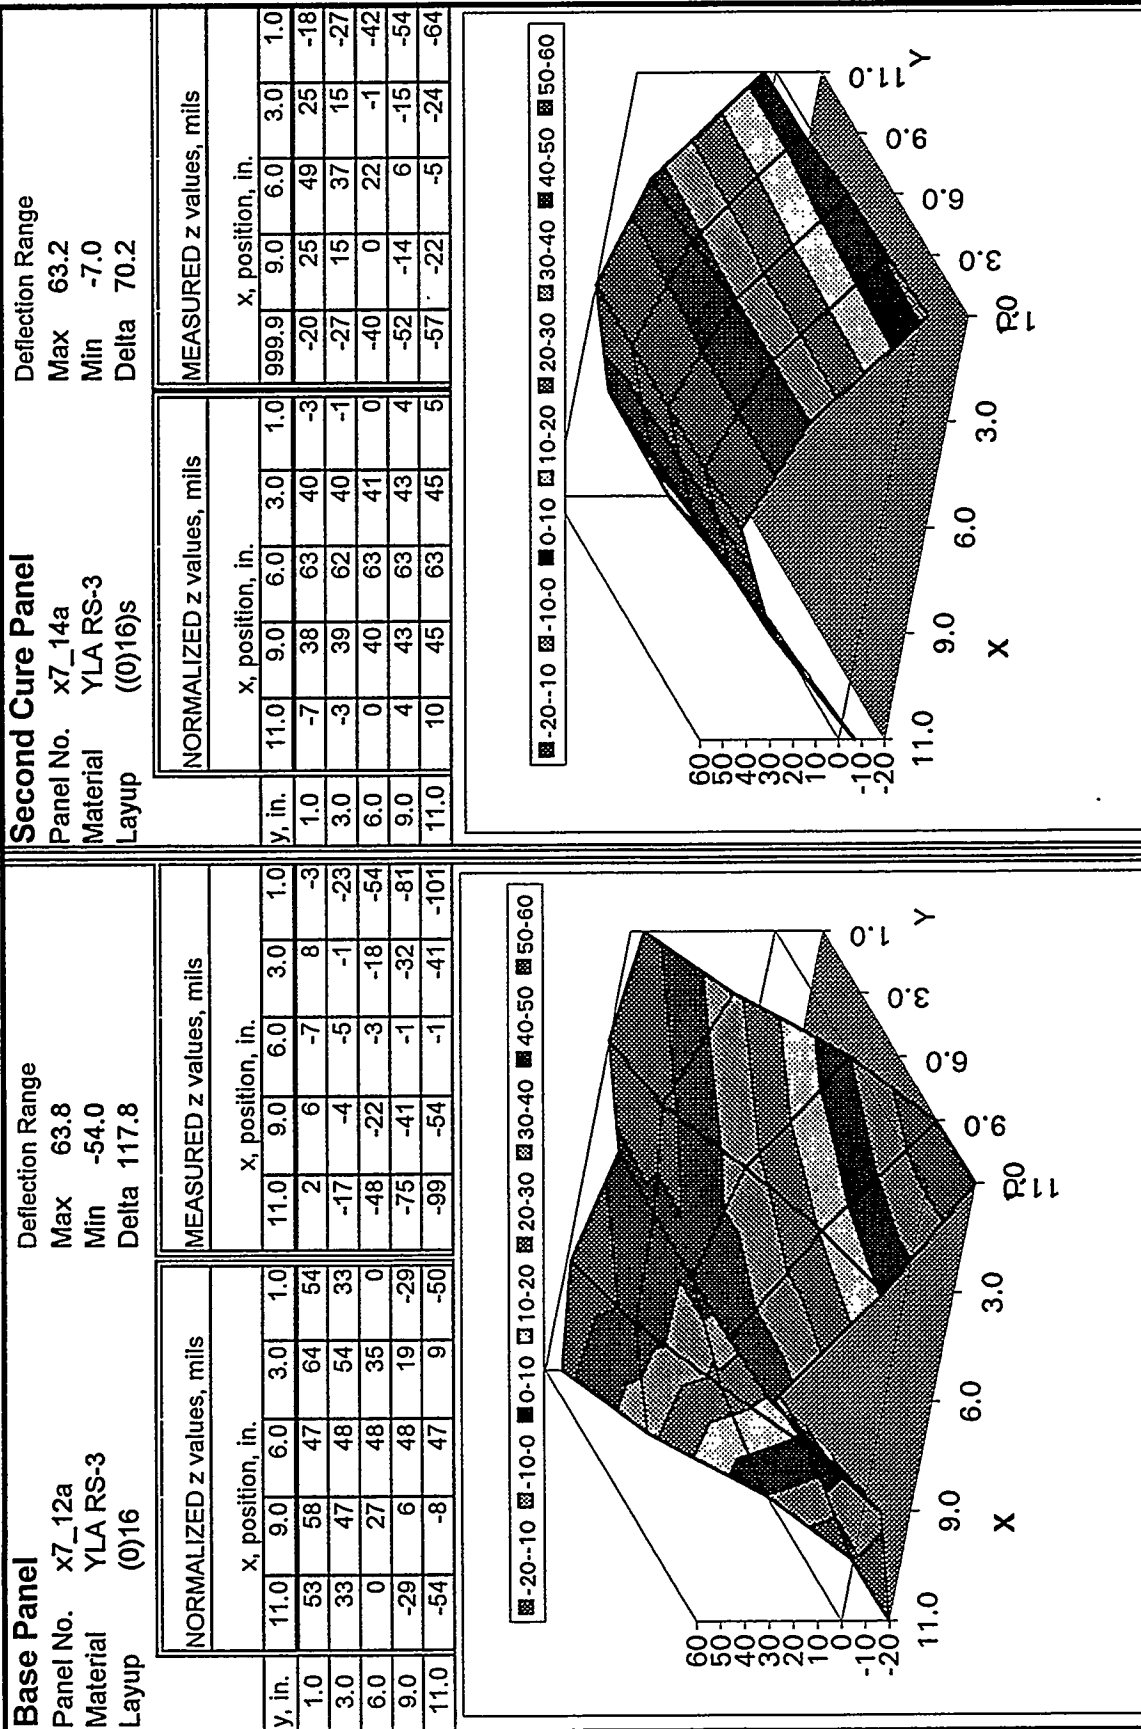 Base Panel
Panel No. x7_12a
Material YLA RS-3
Layup (0)16
Deflection Range
Max 63.8
Min -54.0
Delta 117.8
NORMALIZED z values, mils
x, position, in.
y, in. 11.0 9.0 6.0 3.0 1.0
1.0 53 58 47 64 54
3.0 33 47 48 54 33
6.0 0 27 48 35 0
9.0 -29 6 48 19 -29
11.0 -54 -8 47 9 -50
MEASURED z values, mils
x, position, in.
11.0 9.0 6.0 3.0 1.0
2 6 -7 8 -3
-17 -4 -5 -1 -23
-48 -22 -3 -18 -54
-75 -41 -1 -32 -81
-99 -54 -1 -41 -101
-20--10 -10-0 0-10 10-20 20-30 30-40 40-50 50-60
60
50
40
30
20
10
0
-10
-20
11.0
9.0
6.0
3.0
X
11.0
9.0
6.0
3.0
1.0
Y
Second Cure Panel
Panel No. x7_14a
Material YLA RS-3
Layup ((0)16)s
Deflection Range
Max 63.2
Min -7.0
Delta 70.2
NORMALIZED z values, mils
x, position, in.
y, in. 11.0 9.0 6.0 3.0 1.0
1.0 -7 38 63 40 -3
3.0 -3 39 62 40 -1
6.0 0 40 63 41 0
9.0 4 43 63 43 4
11.0 10 45 63 45 5
MEASURED z values, mils
x, position, in.
999.9 9.0 6.0 3.0 1.0
-20 25 49 25 -18
-27 15 37 15 -27
-40 0 22 -1 -42
-52 -14 6 -15 -54
-57 -22 -5 -24 -64
-20--10 -10-0 0-10 10-20 20-30 30-40 40-50 50-60
60
50
40
30
20
10
0
-10
-20
11.0
9.0
6.0
3.0
X
3.0
6.0
9.0
11.0
Y